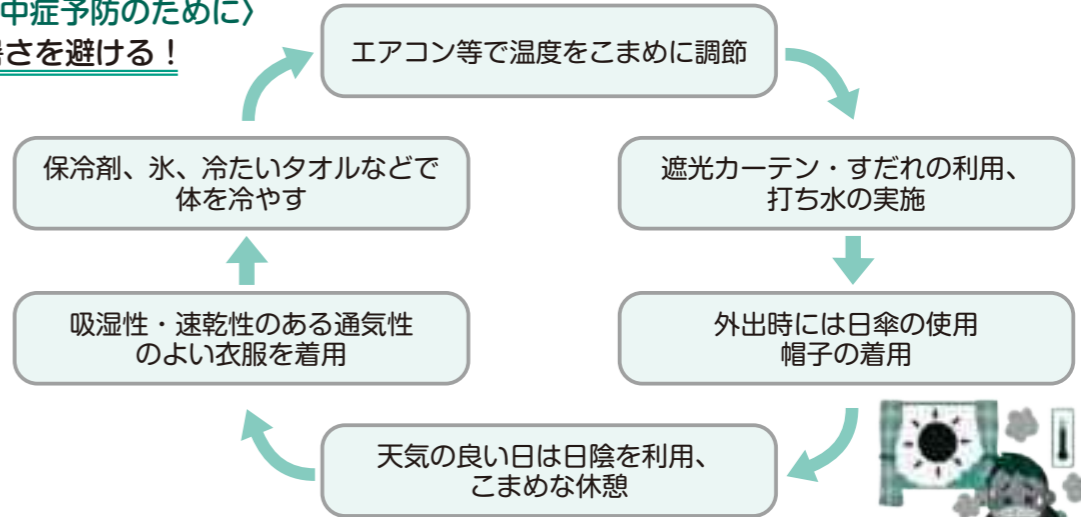 中症予防のために〉
さを避ける！
エアコン等で温度をこまめに調節
遮光カーテン・すだれの利用、
打ち水の実施
外出時には日傘の使用
帽子の着用
天気の良い日は日陰を利用、
こまめな休憩
吸湿性・速乾性のある通気性
のよい衣服を着用
保冷剤、氷、冷たいタオルなどで
体を冷やす